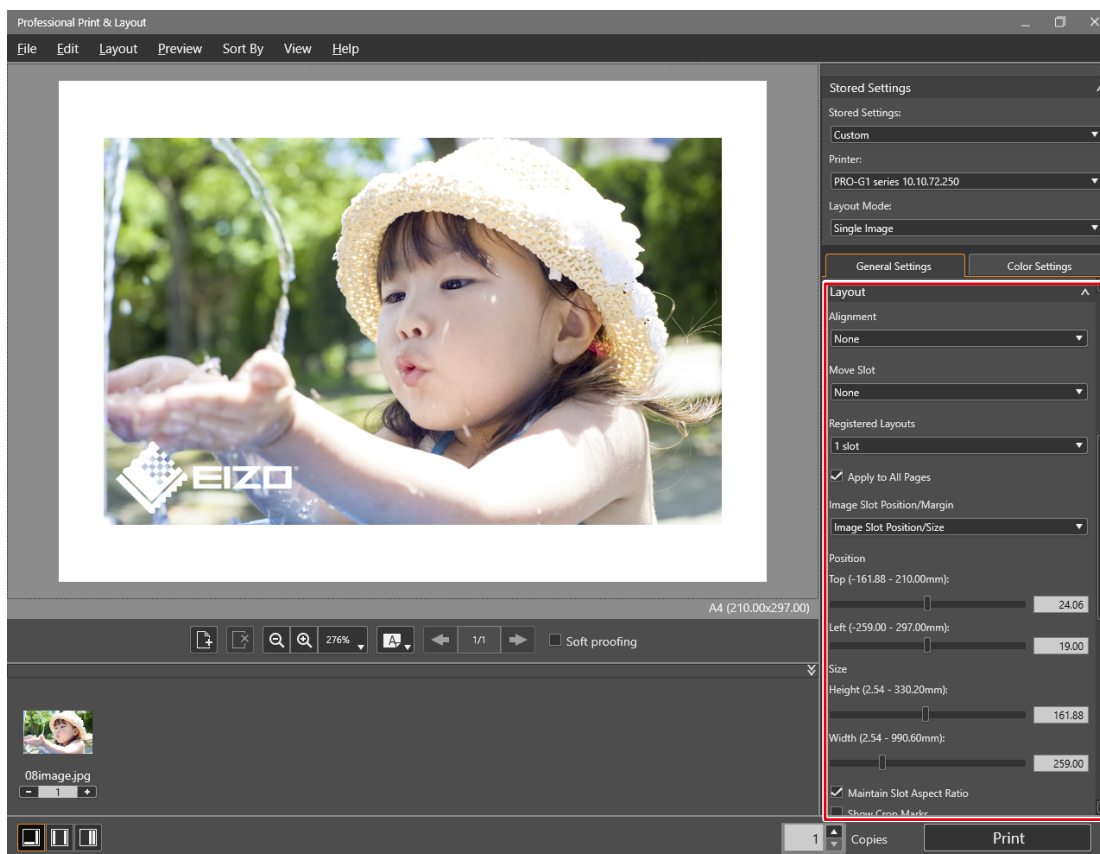 Professional Print & Layout
File Edit Layout Preview Sort By View Help
EIZO
A4 (210.00x297.00)
276%
A
1/1
Soft proofing
08image.jpg
- 1 +
Stored Settings
Stored Settings:
Custom
Printer:
PRO-G1 series 10.10.72.250
Layout Mode:
Single Image
General Settings Color Settings
Layout
Alignment
None
Move Slot
None
Registered Layouts
1 slot
Apply to All Pages
Image Slot Position/Margin
Image Slot Position/Size
Position
Top (-161.88 - 210.00mm):
24.06
Left (-259.00 - 297.00mm):
19.00
Size
Height (2.54 - 330.20mm):
161.88
Width (2.54 - 990.60mm):
259.00
Maintain Slot Aspect Ratio
Show Crop Marks
1 Copies Print